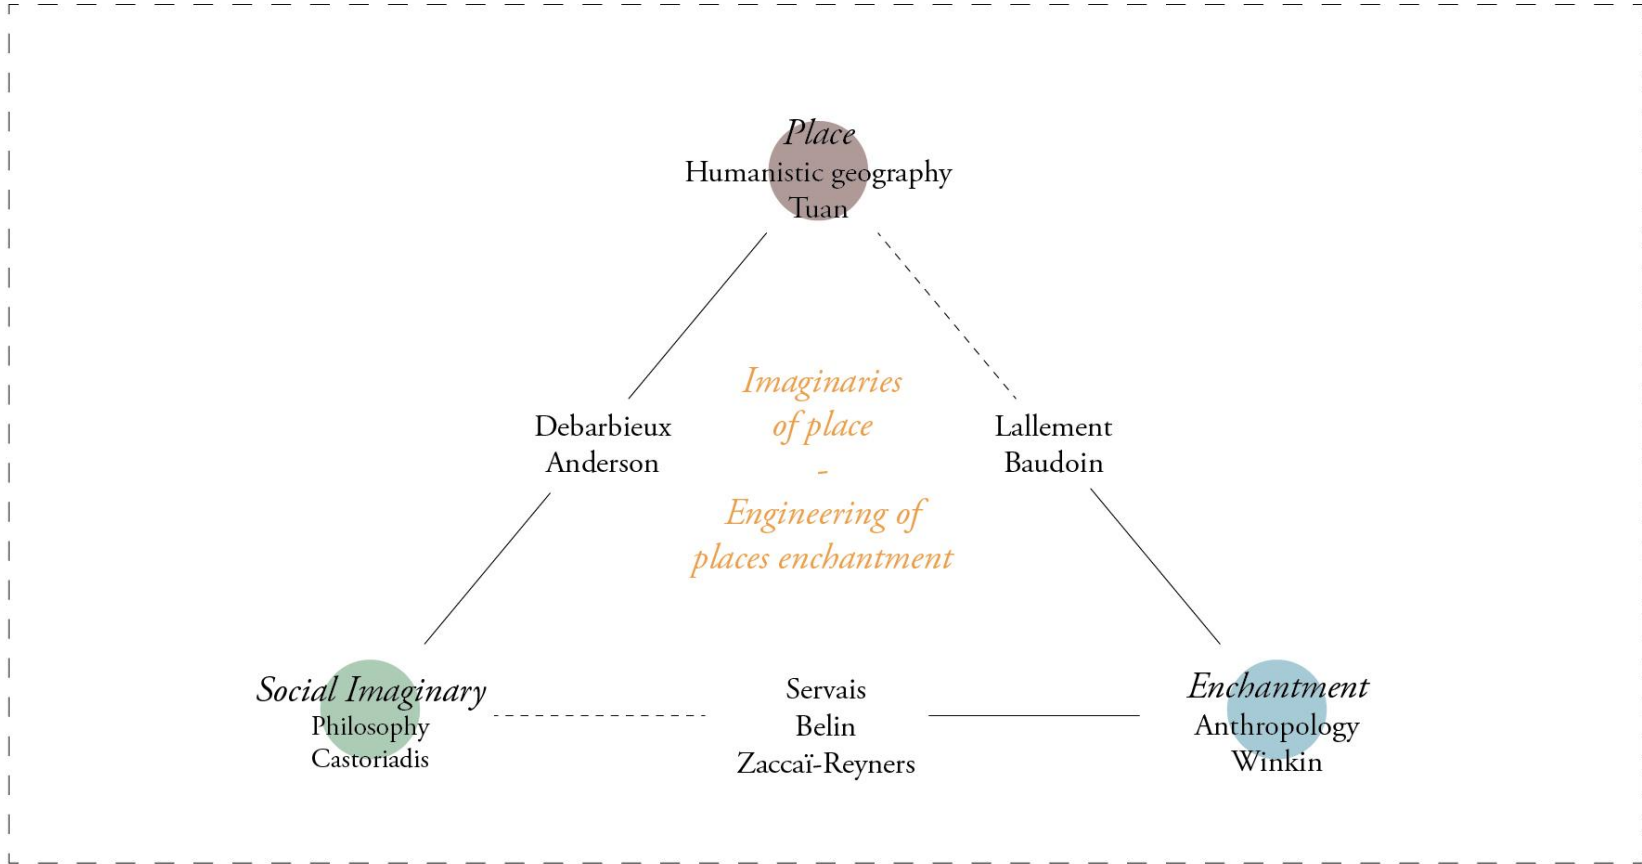 Place
Humanistic geography
Tuan
Debarbieux
Anderson
Imaginaries
of place
-
Engineering of
places enchantment
Lallement
Baudoin
Social Imaginary
Philosophy
Castoriadis
Servais
Belin
Zaccaï-Reyners
Enchantment
Anthropology
Winkin